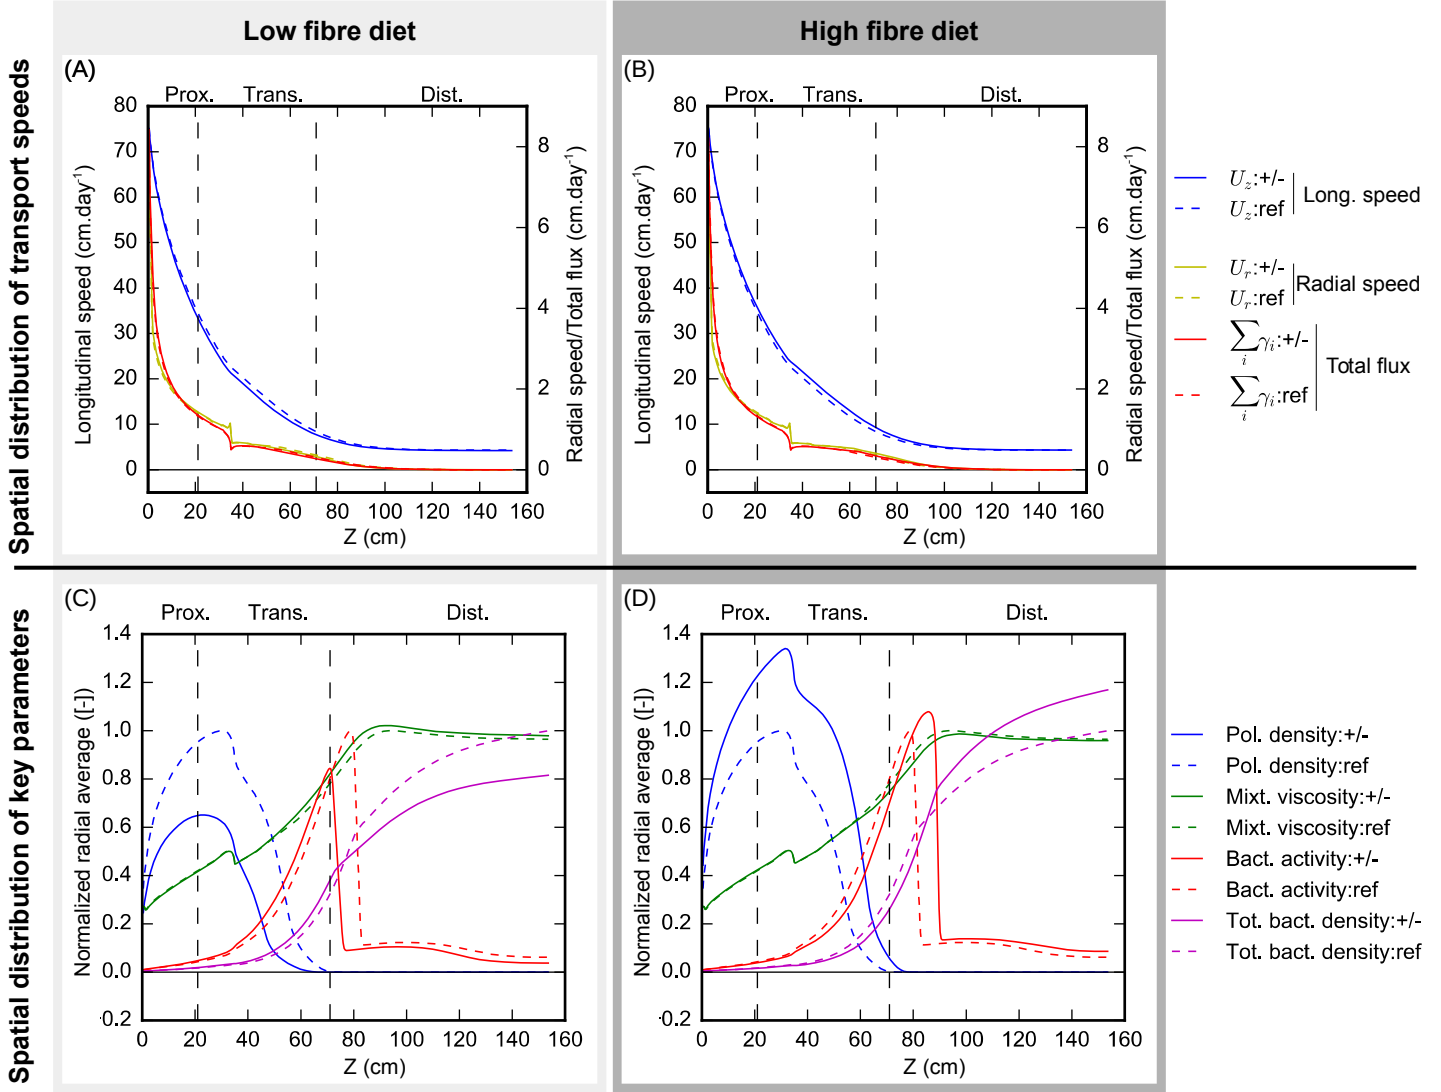 Low fibre diet
High fibre diet
Spatial distribution of transport speeds
(A)
Prox. Trans. Dist.
80
70
60
50
40
30
20
10
0
Longitudinal speed (cm.day⁻¹)
8
6
4
2
0
Radial speed/Total flux (cm.day⁻¹)
0 20 40 60 80 100 120 140 160
Z (cm)
(B)
Prox. Trans. Dist.
80
70
60
50
40
30
20
10
0
Longitudinal speed (cm.day⁻¹)
8
6
4
2
0
Radial speed/Total flux (cm.day⁻¹)
0 20 40 60 80 100 120 140 160
Z (cm)
U_z:+/-
U_z:ref
Long. speed
U_r:+/-
U_r:ref
Radial speed
∑_i γ_i:+/-
∑_i γ_i:ref
Total flux
Spatial distribution of key parameters
(C)
Prox. Trans. Dist.
1.4
1.2
1.0
0.8
0.6
0.4
0.2
0.0
-0.2
Normalized radial average ([-])
0 20 40 60 80 100 120 140 160
Z (cm)
(D)
Prox. Trans. Dist.
1.4
1.2
1.0
0.8
0.6
0.4
0.2
0.0
-0.2
Normalized radial average ([-])
0 20 40 60 80 100 120 140 160
Z (cm)
Pol. density:+/-
Pol. density:ref
Mixt. viscosity:+/-
Mixt. viscosity:ref
Bact. activity:+/-
Bact. activity:ref
Tot. bact. density:+/-
Tot. bact. density:ref